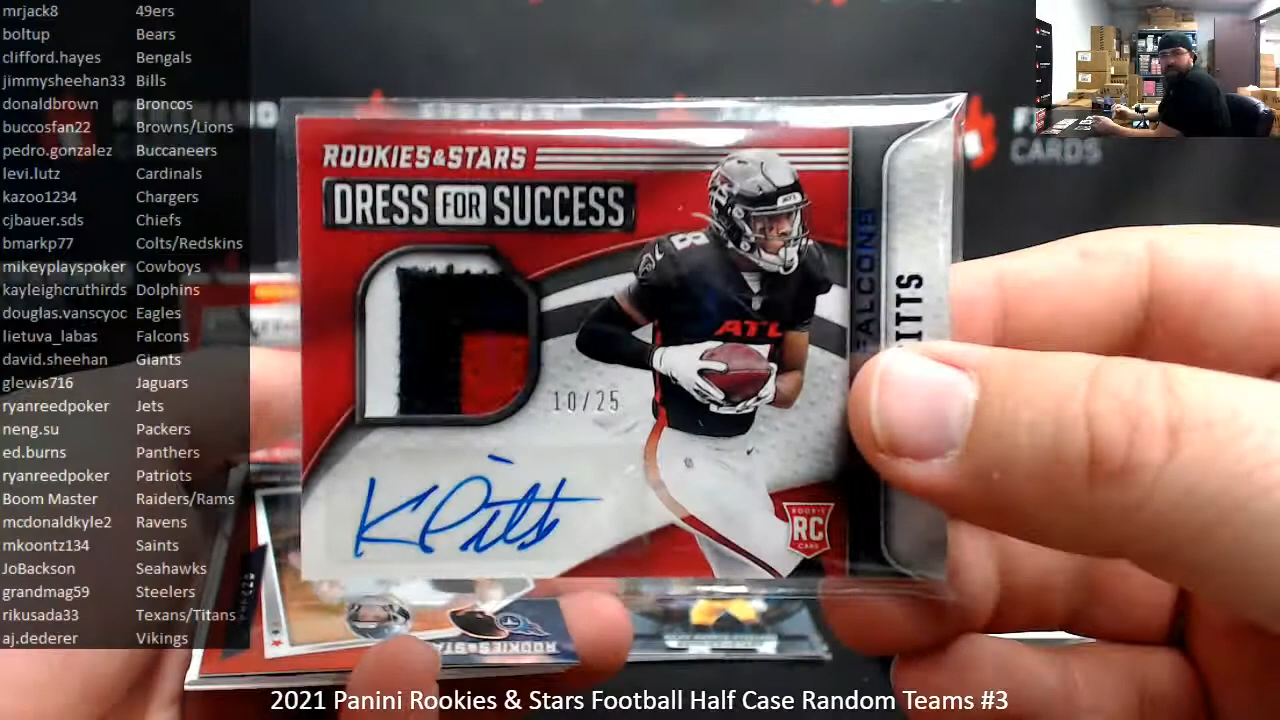 mrjack8 49ers
boltup Bears
clifford.hayes Bengals
jimmysheehan33 Bills
donaldbrown Broncos
buccosfan22 Browns/Lions
pedro.gonzalez Buccaneers
levi.lutz Cardinals
kazoo1234 Chargers
cjbauer.sds Chiefs
bmarkp77 Colts/Redskins
mikeyplayspoker Cowboys
kayleighcruthirds Dolphins
douglas.vanscyoc Eagles
lietuva_labas Falcons
david.sheehan Giants
glewis716 Jaguars
ryanreedpoker Jets
neng.su Packers
ed.burns Panthers
ryanreedpoker Patriots
Boom Master Raiders/Rams
mcdonaldkyle2 Ravens
mkoontz134 Saints
JoBackson Seahawks
grandmag59 Steelers
rikusada33 Texans/Titans
aj.dederer Vikings
ROOKIES & STARS
DRESS FOR SUCCESS
8
ATL
10/25
K Pitts
ROOKIE
RC
CARD
FALCONS
ITTS
CARDS
2021 Panini Rookies & Stars Football Half Case Random Teams #3